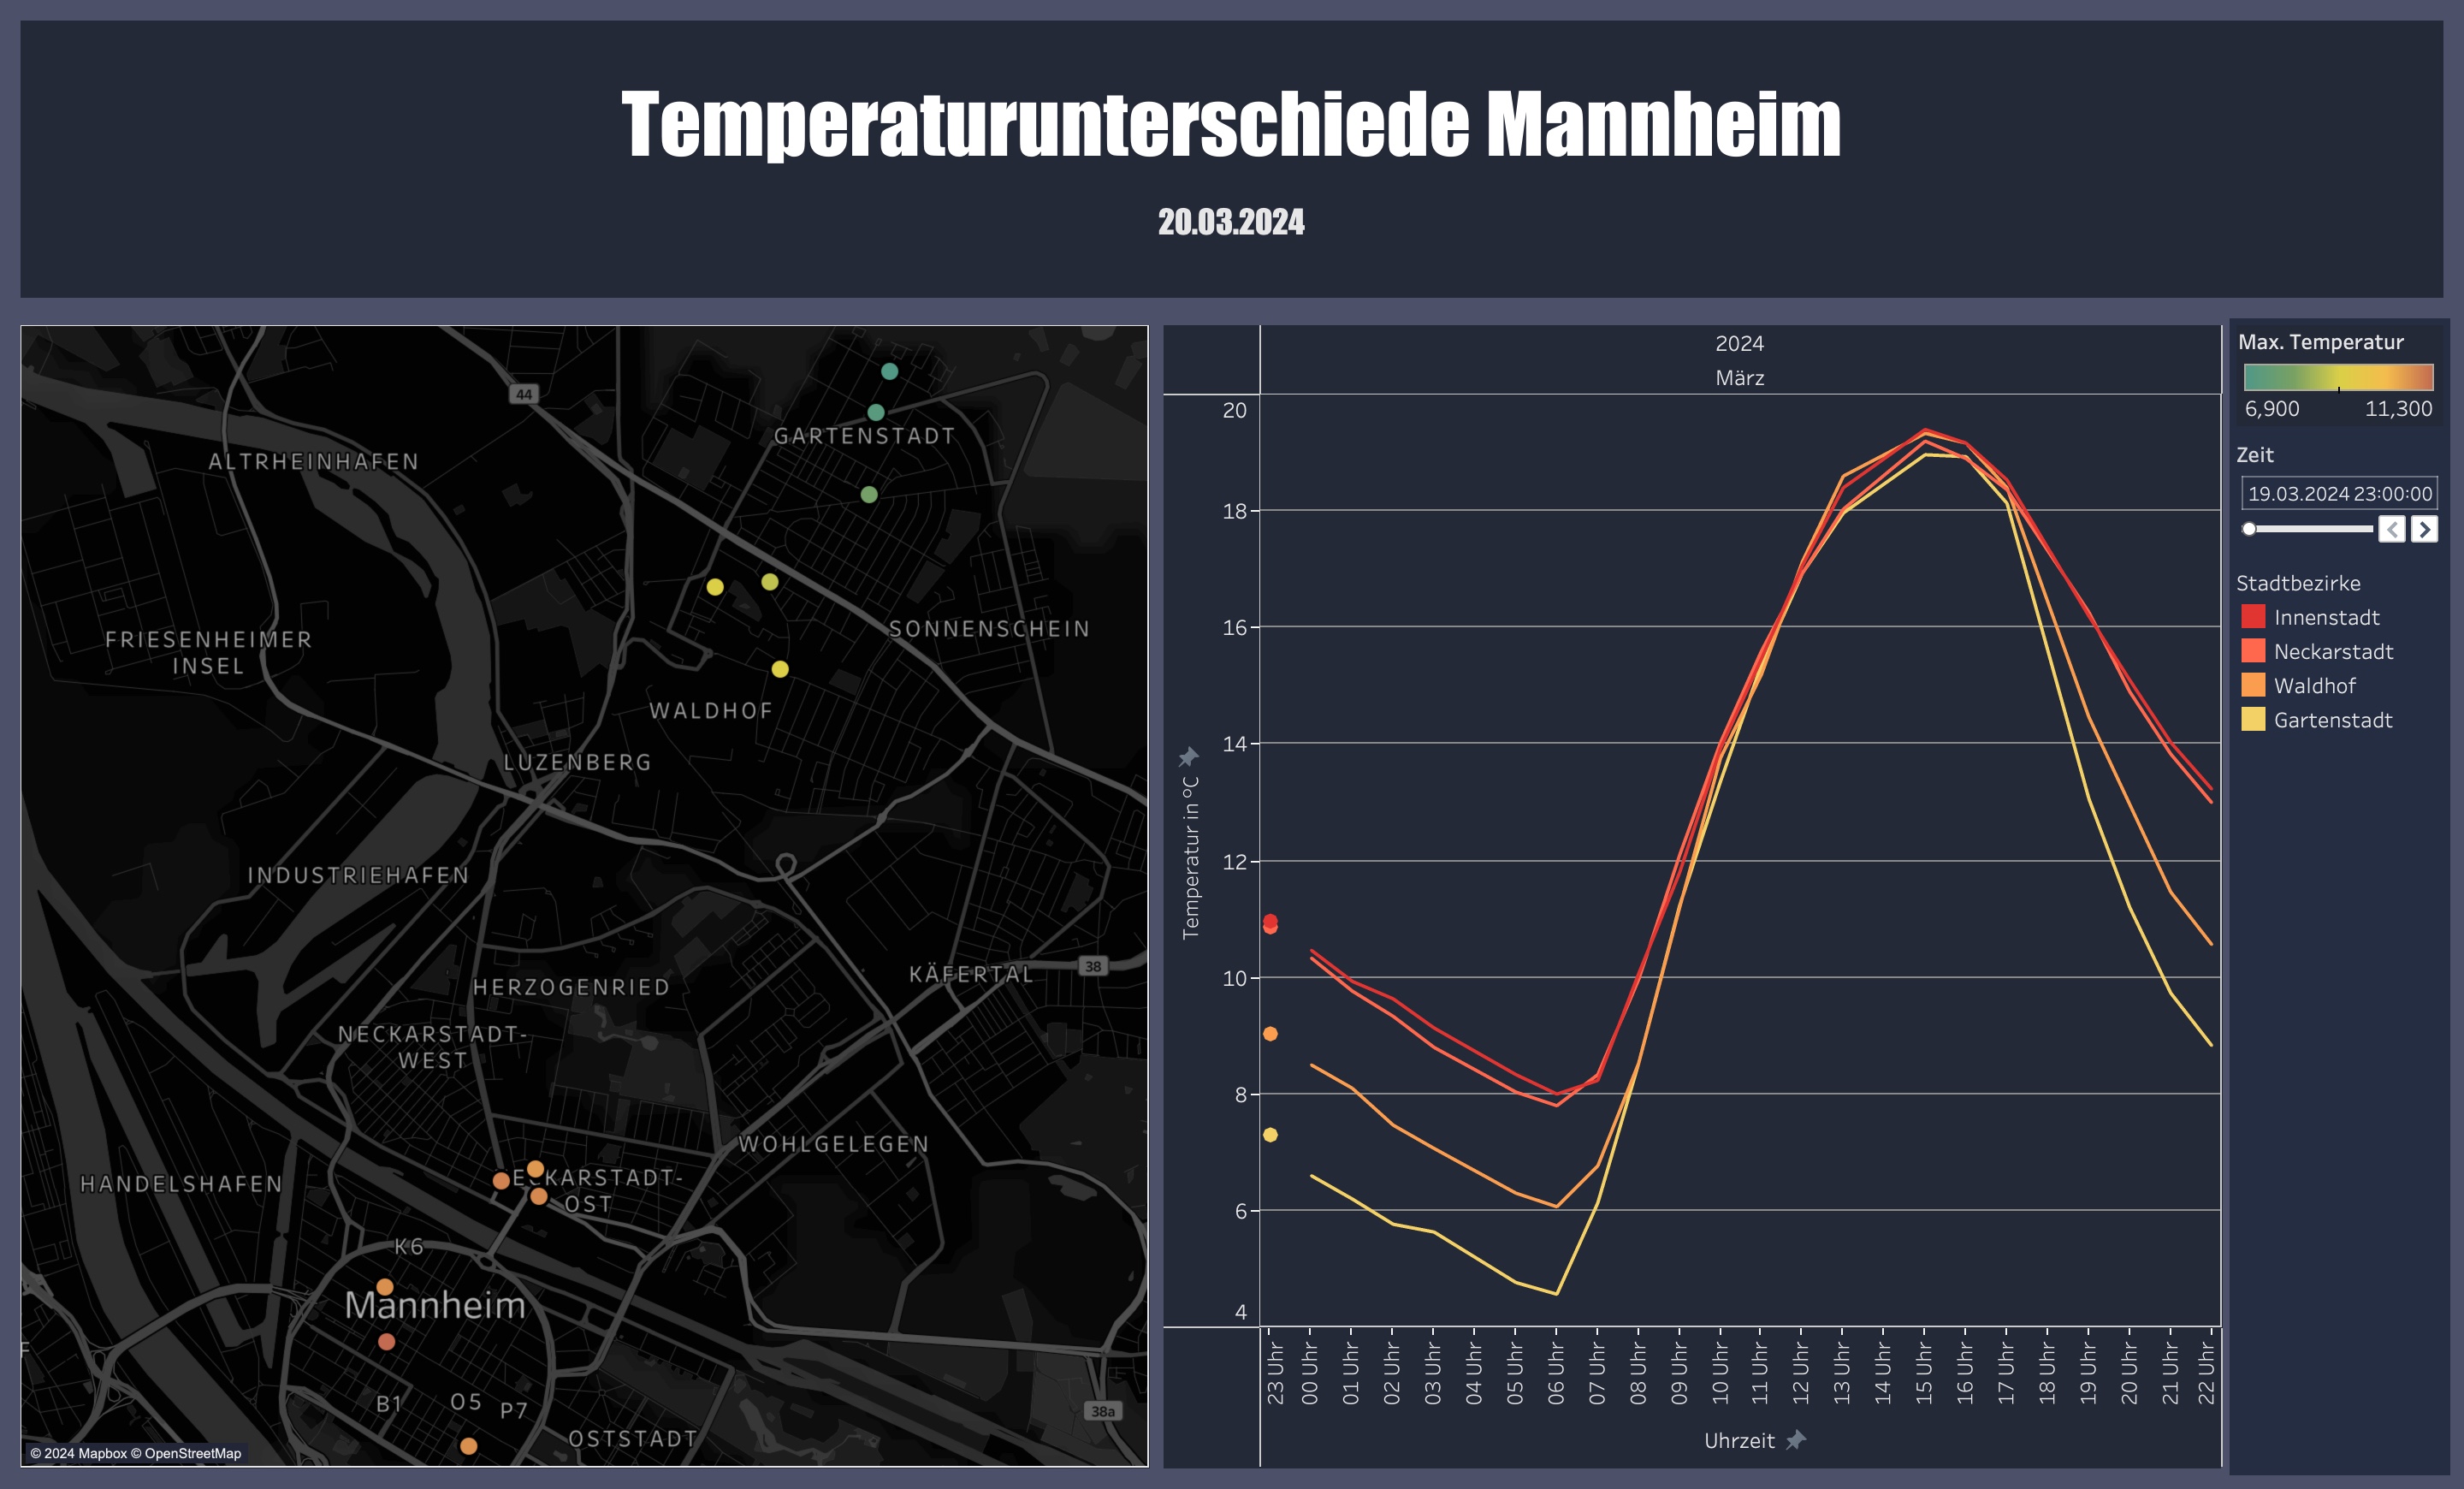 Temperaturunterschiede Mannheim
20.03.2024
44
GARTENSTADT
ALTRHEINHAFEN
SONNENSCHEIN
FRIESENHEIMER
INSEL
WALDHOF
LUZENBERG
INDUSTRIEHAFEN
KÄFERTAL
38
HERZOGENRIED
NECKARSTADT-
WEST
WOHLGELEGEN
HANDELSHAFEN
ECKARSTADT-
OST
K6
Mannheim
F
B1
O5
P7
38a
OSTSTADT
© 2024 Mapbox © OpenStreetMap
2024
März
20
18
16
14
12
10
8
6
4
Temperatur in °C
23 Uhr
00 Uhr
01 Uhr
02 Uhr
03 Uhr
04 Uhr
05 Uhr
06 Uhr
07 Uhr
08 Uhr
09 Uhr
10 Uhr
11 Uhr
12 Uhr
13 Uhr
14 Uhr
15 Uhr
16 Uhr
17 Uhr
18 Uhr
19 Uhr
20 Uhr
21 Uhr
22 Uhr
Uhrzeit
Max. Temperatur
6,900 11,300
Zeit
19.03.2024 23:00:00
Stadtbezirke
Innenstadt
Neckarstadt
Waldhof
Gartenstadt